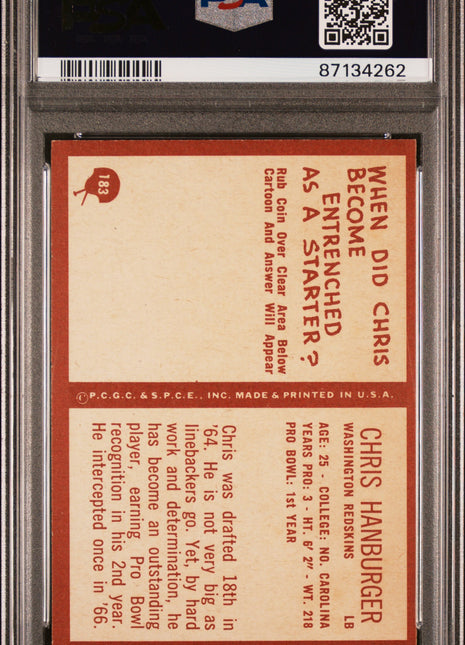 PSA
PSA
87134262
183
WHEN DID CHRIS
BECOME
ENTRENCHED
AS A STARTER?
Rub Coin Over Clear Area Below
Cartoon And Answer Will Appear
© P.C.G.C. & S.P.C.E., INC. MADE & PRINTED IN U.S.A.
CHRIS HANBURGER
WASHINGTON REDSKINS LB
AGE: 25 - COLLEGE: NO. CAROLINA
YEARS PRO: 3 - HT. 6' 2" - WT. 218
PRO BOWL: 1st YEAR
Chris was drafted 18th in
'64. He is not very big as
linebackers go. Yet, by hard
work and determination, he
has become an outstanding
player, earning Pro Bowl
recognition in his 2nd year.
He intercepted once in '66.